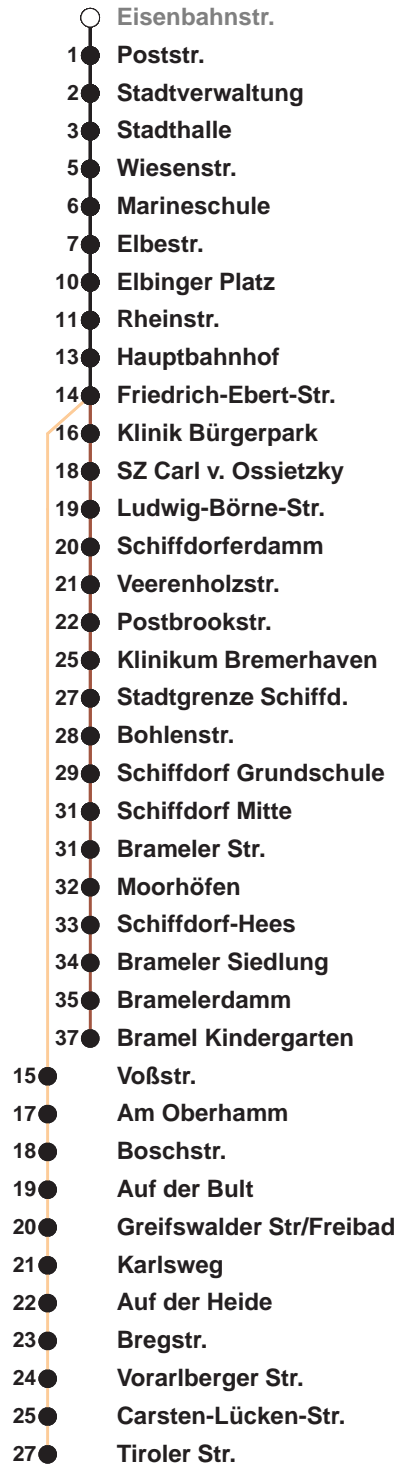 Eisenbahnstr.
1 Poststr.
2 Stadtverwaltung
3 Stadthalle
5 Wiesenstr.
6 Marineschule
7 Elbestr.
10 Elbinger Platz
11 Rheinstr.
13 Hauptbahnhof
14 Friedrich-Ebert-Str.
16 Klinik Bürgerpark
18 SZ Carl v. Ossietzky
19 Ludwig-Börne-Str.
20 Schiffdorferdamm
21 Veerenholzstr.
22 Postbrookstr.
25 Klinikum Bremerhaven
27 Stadtgrenze Schiffd.
28 Bohlenstr.
29 Schiffdorf Grundschule
31 Schiffdorf Mitte
31 Brameler Str.
32 Moorhöfen
33 Schiffdorf-Hees
34 Brameler Siedlung
35 Bramelerdamm
37 Bramel Kindergarten
15 Voßstr.
17 Am Oberhamm
18 Boschstr.
19 Auf der Bult
20 Greifswalder Str/Freibad
21 Karlsweg
22 Auf der Heide
23 Bregstr.
24 Vorarlberger Str.
25 Carsten-Lücken-Str.
27 Tiroler Str.